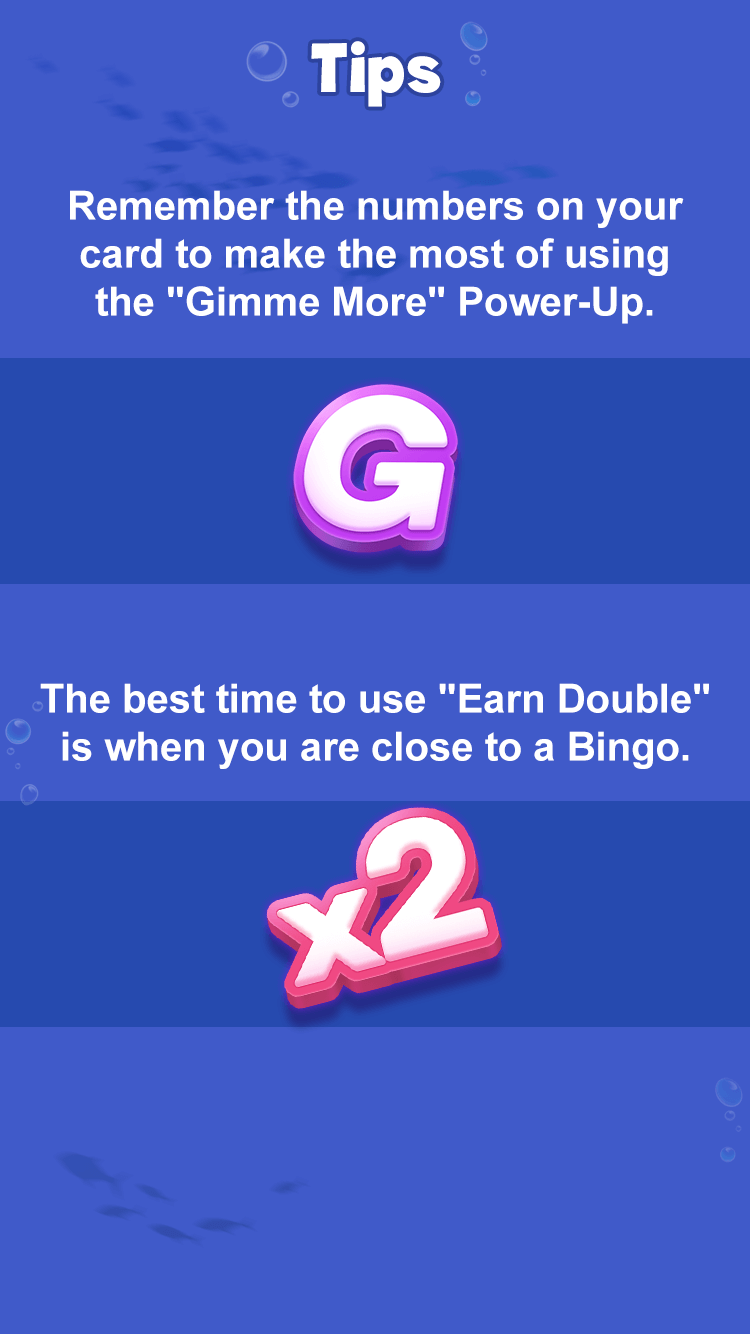 Tips
Remember the numbers on your
card to make the most of using
the "Gimme More" Power-Up.
G
The best time to use "Earn Double"
is when you are close to a Bingo.
x2